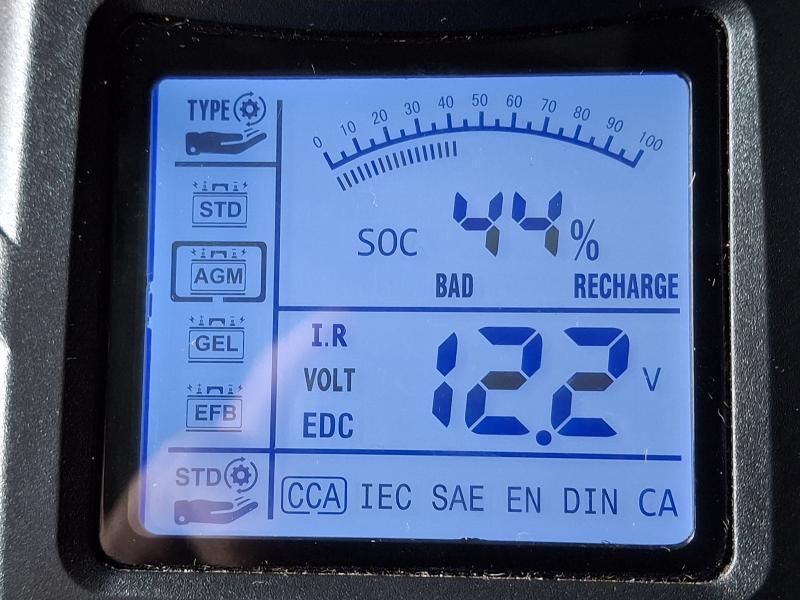 TYPE
STD
AGM
GEL
EFB
STD
0 10 20 30 40 50 60 70 80 90 100
SOC 44%
BAD RECHARGE
I.R
VOLT
EDC
12.2 V
CCA IEC SAE EN DIN CA